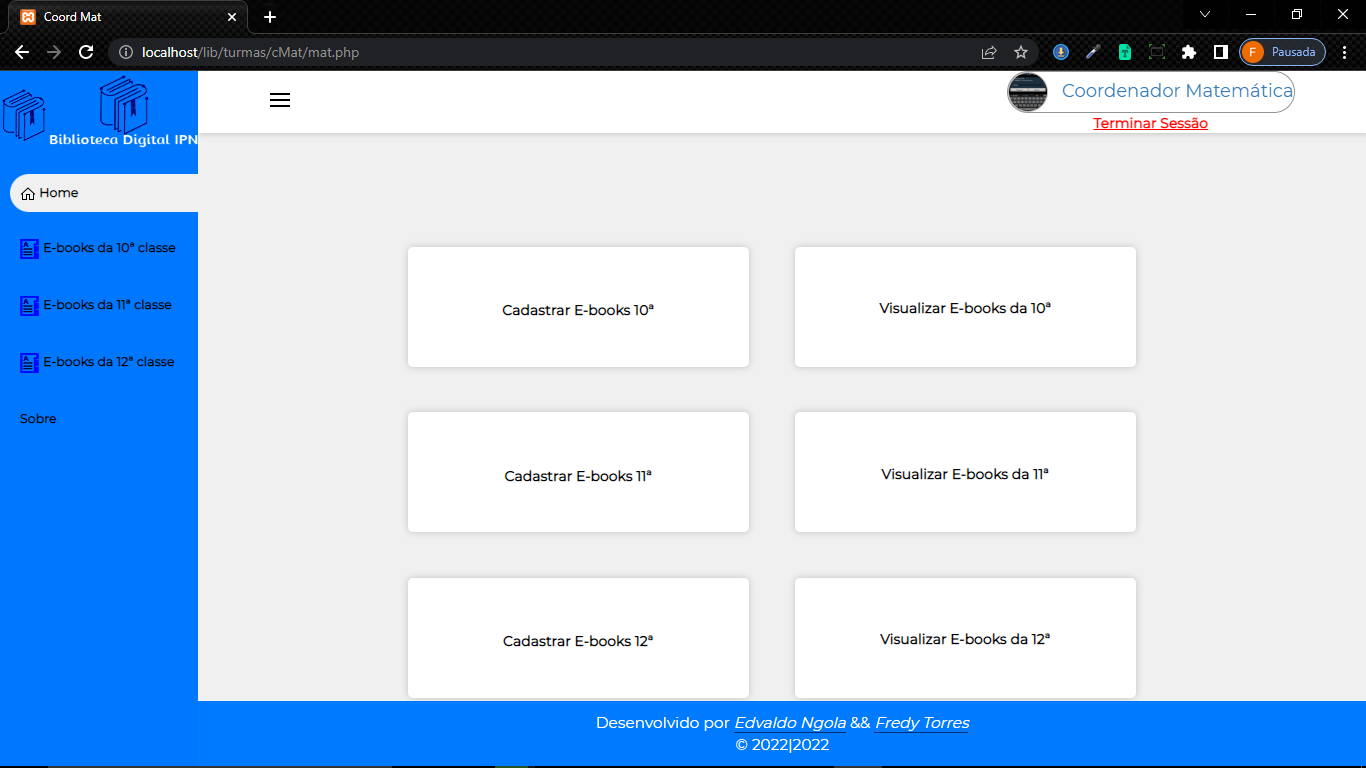 Coord Mat
localhost/lib/turmas/cMat/mat.php
F Pausada
Biblioteca Digital IPN
Coordenador Matemática
Terminar Sessão
Home
E-books da 10ª classe
E-books da 11ª classe
E-books da 12ª classe
Sobre
Cadastrar E-books 10ª
Visualizar E-books da 10ª
Cadastrar E-books 11ª
Visualizar E-books da 11ª
Cadastrar E-books 12ª
Visualizar E-books da 12ª
Desenvolvido por Edvaldo Ngola && Fredy Torres
© 2022|2022